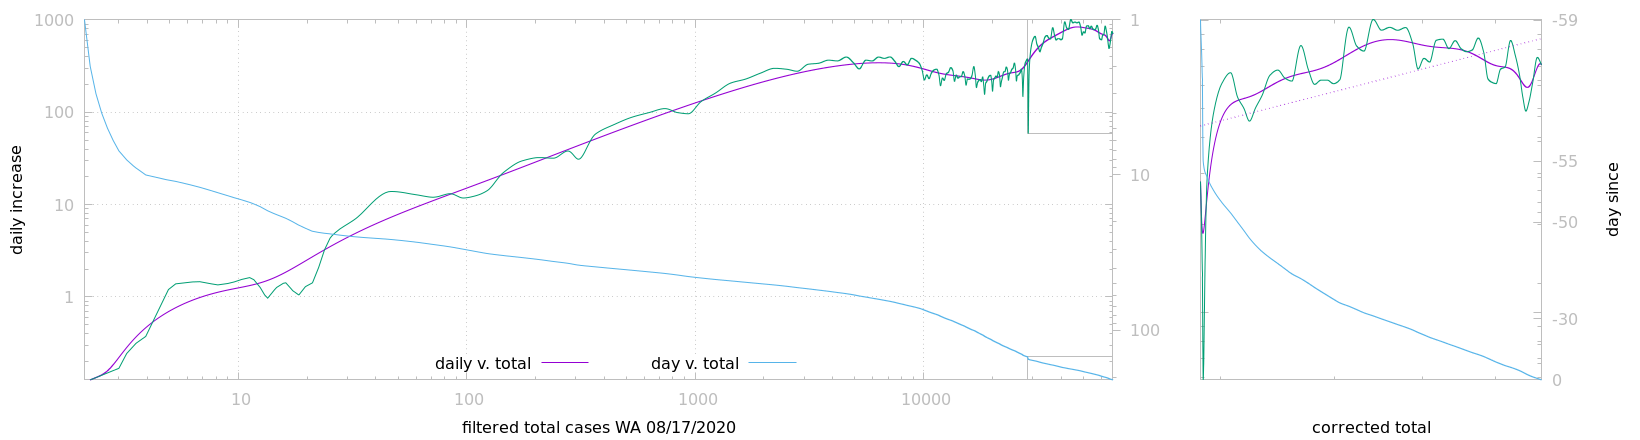 1000
100
10
1
daily increase
10
100
1000
10000
filtered total cases WA 08/17/2020
daily v. total
day v. total
1
10
100
-59
-55
-50
-30
0
day since
corrected total